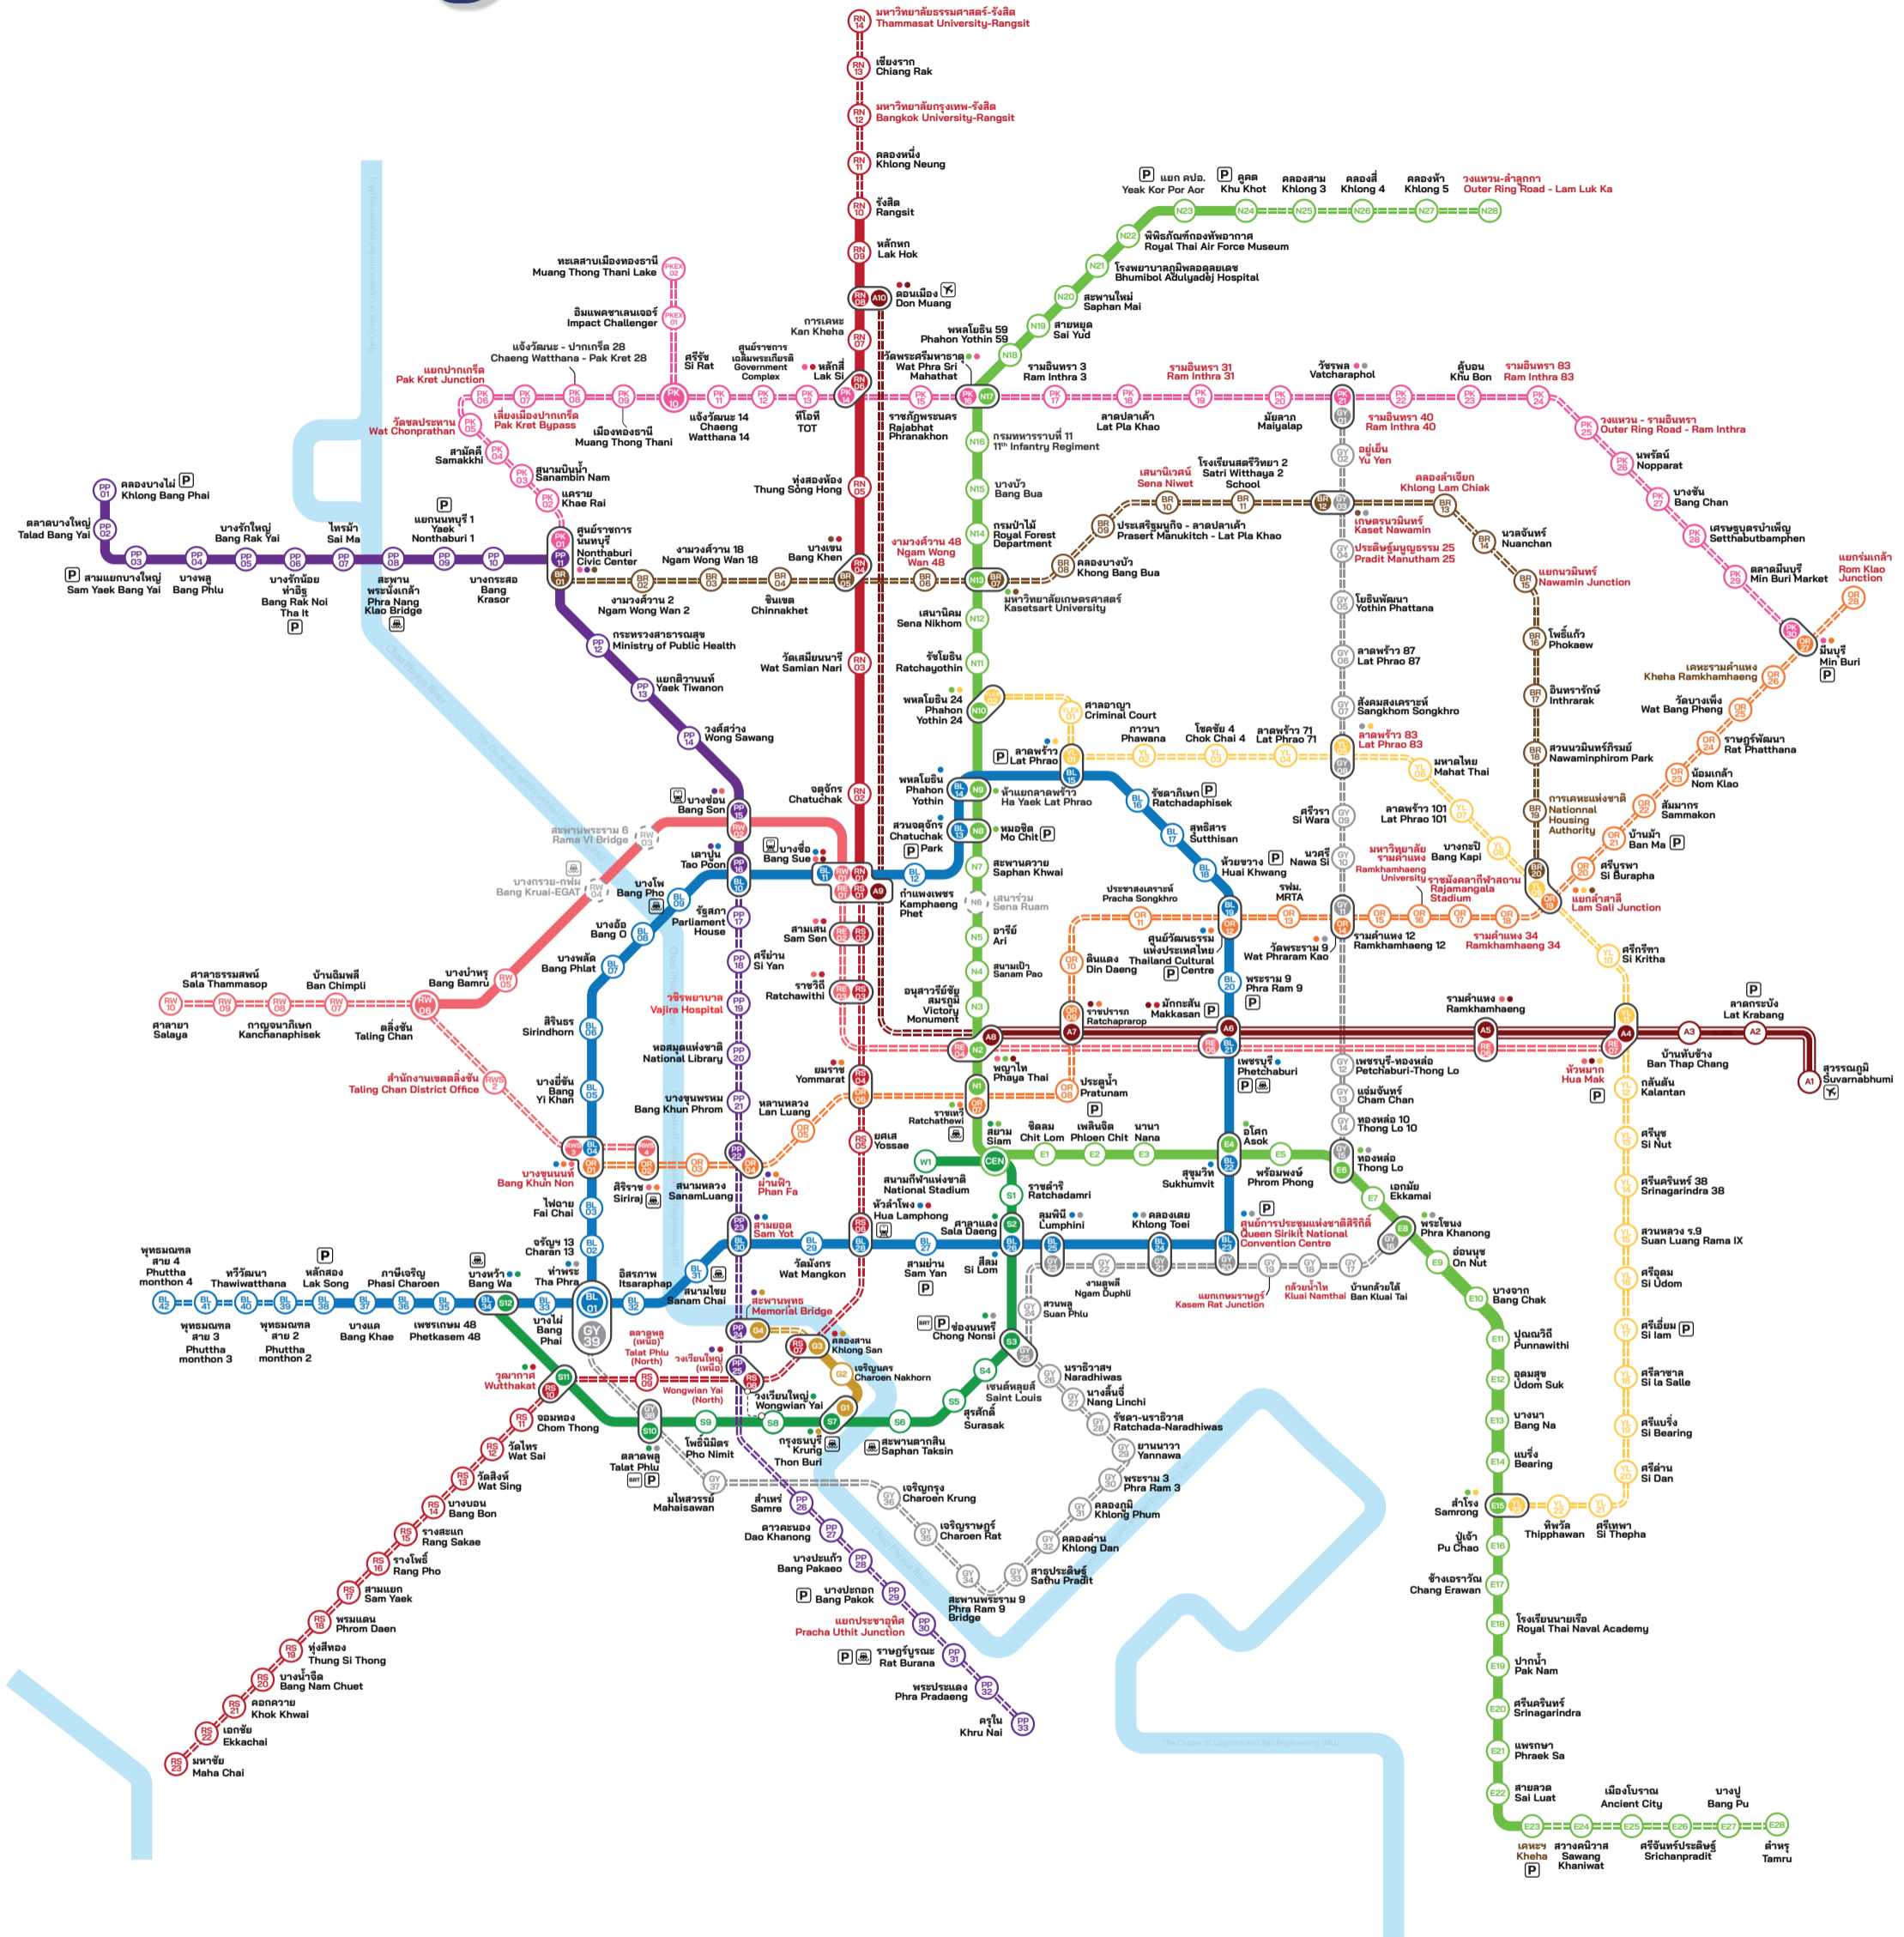 มหาวิทยาลัยธรรมศาสตร์-รังสิต
Thammasat University-Rangsit
เชียงราก
Chiang Rak
มหาวิทยาลัยกรุงเทพ-รังสิต
Bangkok University-Rangsit
คลองหนึ่ง
Khlong Neung
รังสิต
Rangsit
หลักหก
Lak Hok
ดอนเมือง
Don Muang
การเคหะ
Kan Kheha
หลักสี่
Lak Si
ทุ่งสองห้อง
Thung Song Hong
บางเขน
Bang Khen
วัดเสมียนนารี
Wat Samian Nari
จตุจักร
Chatuchak
บางซื่อ
Bang Sue
แยก คปอ.
Yeak Kor Por Aor
คูคต
Khu Khot
คลองสาม
Khlong 3
คลองสี่
Khlong 4
คลองห้า
Khlong 5
วงแหวน-ลำลูกกา
Outer Ring Road - Lam Luk Ka
พิพิธภัณฑ์กองทัพอากาศ
Royal Thai Air Force Museum
โรงพยาบาลภูมิพลอดุลยเดช
Bhumibol Adulyadej Hospital
สะพานใหม่
Saphan Mai
สายหยุด
Sai Yud
พหลโยธิน 59
Phahon Yothin 59
วัดพระศรีมหาธาตุ
Wat Phra Sri
Mahathat
กรมทหารราบที่ 11
11th Infantry Regiment
บางบัว
Bang Bua
กรมป่าไม้
Royal Forest
Department
มหาวิทยาลัยเกษตรศาสตร์
Kasetsart University
เสนานิคม
Sena Nikhom
รัชโยธิน
Ratchayothin
พหลโยธิน 24
Phahon
Yothin 24
ห้าแยกลาดพร้าว
Ha Yaek Lat Phrao
หมอชิต
Mo Chit
สะพานควาย
Saphan Khwai
เสนาร่วม
Sena Ruam
อารีย์
Ari
สนามเป้า
Sanam Pao
อนุสาวรีย์ชัย
สมรภูมิ
Victory
Monument
พญาไท
Phaya Thai
ราชเทวี
Ratchathewi
สยาม
Siam
ทะเลสาบเมืองทองธานี
Muang Thong Thani Lake
อิมแพคชาเลนเจอร์
Impact Challenger
แจ้งวัฒนะ - ปากเกร็ด 28
Chaeng Watthana - Pak Kret 28
แยกปากเกร็ด
Pak Kret Junction
เลี่ยงเมืองปากเกร็ด
Pak Kret Bypass
เมืองทองธานี
Muang Thong Thani
ศรีรัช
Si Rat
แจ้งวัฒนะ 14
Chaeng
Watthana 14
ศูนย์ราชการ
เฉลิมพระเกียรติ
Government
Complex
ทีโอที
TOT
ราชภัฏพระนคร
Rajabhat
Phranakhon
รามอินทรา 3
Ram Inthra 3
ลาดปลาเค้า
Lat Pla Khao
รามอินทรา 31
Ram Inthra 31
มัยลาภ
Maiyalap
วัชรพล
Vatcharaphol
รามอินทรา 40
Ram Inthra 40
คู้บอน
Khu Bon
รามอินทรา 83
Ram Inthra 83
วงแหวน - รามอินทรา
Outer Ring Road - Ram Inthra
นพรัตน์
Nopparat
บางชัน
Bang Chan
เศรษฐบุตรบำเพ็ญ
Setthabutbamphen
ตลาดมีนบุรี
Min Buri Market
มีนบุรี
Min Buri
แยกร่มเกล้า
Rom Klao
Junction
วัดชลประทาน
Wat Chonprathan
สามัคคี
Samakkhi
สนามบินน้ำ
Sanambin Nam
แคราย
Khae Rai
ศูนย์ราชการ
นนทบุรี
Nonthaburi
Civic Center
คลองบางไผ่
Khlong Bang Phai
ตลาดบางใหญ่
Talad Bang Yai
สามแยกบางใหญ่
Sam Yaek Bang Yai
บางพลู
Bang Phlu
บางรักใหญ่
Bang Rak Yai
บางรักน้อย
ท่าอิฐ
Bang Rak Noi
Tha It
ไทรม้า
Sai Ma
สะพาน
พระนั่งเกล้า
Phra Nang
Klao Bridge
แยกนนทบุรี 1
Yaek
Nonthaburi 1
บางกระสอ
Bang
Krasor
กระทรวงสาธารณสุข
Ministry of Public Health
แยกติวานนท์
Yaek Tiwanon
วงศ์สว่าง
Wong Sawang
บางซ่อน
Bang Son
เตาปูน
Tao Poon
รัฐสภา
Parliament
House
ศรีย่าน
Si Yan
วชิรพยาบาล
Vajira Hospital
หอสมุดแห่งชาติ
National Library
บางขุนพรหม
Bang Khun Phrom
ผ่านฟ้า
Phan Fa
สามยอด
Sam Yot
สะพานพุทธ
Memorial Bridge
วงเวียนใหญ่
(เหนือ)
Wongwian Yai
(North)
สำเหร่
Samre
ดาวคะนอง
Dao Khanong
บางปะแก้ว
Bang Pakaeo
บางปะกอก
Bang Pakok
แยกประชาอุทิศ
Pracha Uthit Junction
ราษฎร์บูรณะ
Rat Burana
พระประแดง
Phra Pradaeng
ครุใน
Khru Nai
งามวงศ์วาน 2
Ngam Wong Wan 2
งามวงศ์วาน 18
Ngam Wong Wan 18
ชินเขต
Chinnakhet
งามวงศ์วาน 48
Ngam Wong
Wan 48
คลองบางบัว
Khong Bang Bua
ประเสริฐมนูกิจ - ลาดปลาเค้า
Prasert Manukitch - Lat Pla Khao
เสนานิเวศน์
Sena Niwet
โรงเรียนสตรีวิทยา 2
Satri Witthaya 2
School
เกษตรนวมินทร์
Kaset Nawamin
คลองลำเจียก
Khlong Lam Chiak
นวลจันทร์
Nuanchan
แยกนวมินทร์
Nawamin Junction
โพธิ์แก้ว
Phokaew
อินทรารักษ์
Inthrarak
สวนนวมินทร์ภิรมย์
Nawaminphirom Park
การเคหะแห่งชาติ
Nationnal
Housing
Authority
แยกลำสาลี
Lam Sali Junction
อยู่เย็น
Yu Yen
ประดิษฐ์มนูธรรม 25
Pradit Manutham 25
โยธินพัฒนา
Yothin Phattana
ลาดพร้าว 87
Lat Phrao 87
สังคมสงเคราะห์
Sangkhom Songkhro
ลาดพร้าว 83
Lat Phrao 83
ศรีวรา
Si Wara
นวศรี
Nawa Si
วัดพระราม 9
Wat Phraram Kao
เพชรบุรี-ทองหล่อ
Petchaburi-Thong Lo
แจ่มจันทร์
Cham Chan
ทองหล่อ 10
Thong Lo 10
ทองหล่อ
Thong Lo
ศาลอาญา
Criminal Court
ลาดพร้าว
Lat Phrao
ภาวนา
Phawana
โชคชัย 4
Chok Chai 4
ลาดพร้าว 71
Lat Phrao 71
มหาดไทย
Mahat Thai
ลาดพร้าว 101
Lat Phrao 101
บางกะปิ
Bang Kapi
ศรีกรีฑา
Si Kritha
หัวหมาก
Hua Mak
กลันตัน
Kalantan
ศรีนุช
Si Nut
ศรีนครินทร์ 38
Srinagarindra 38
สวนหลวง ร.9
Suan Luang Rama IX
ศรีอุดม
Si Udom
ศรีเอี่ยม
Si Iam
ศรีลาซาล
Si la Salle
ศรีแบริ่ง
Si Bearing
ศรีด่าน
Si Dan
ศรีเทพา
Si Thepha
ทิพวัล
Thipphawan
สำโรง
Samrong
เคหะรามคำแหง
Kheha Ramkhamhaeng
วัดบางเพ็ง
Wat Bang Pheng
ราษฎร์พัฒนา
Rat Phatthana
น้อมเกล้า
Nom Klao
สัมมากร
Sammakon
บ้านม้า
Ban Ma
ศรีบูรพา
Si Burapha
มหาวิทยาลัย
รามคำแหง
Ramkhamhaeng
University
ราชมังคลากีฬาสถาน
Rajamangala
Stadium
รามคำแหง 12
Ramkhamhaeng 12
รามคำแหง 34
Ramkhamhaeng 34
รฟม.
MRTA
ประชาสงเคราะห์
Pracha Songkhro
ดินแดง
Din Daeng
ราชปรารภ
Ratchaprarop
ประตูน้ำ
Pratunam
หลานหลวง
Lan Luang
สนามหลวง
SanamLuang
ศิริราช
Siriraj
บางขุนนนท์
Bang Khun Non
พหลโยธิน
Phahon
Yothin
สวนจตุจักร
Chatuchak
Park
กำแพงเพชร
Kamphaeng
Phet
รัชดาภิเษก
Ratchadaphisek
สุทธิสาร
Sutthisan
ห้วยขวาง
Huai Khwang
ศูนย์วัฒนธรรม
แห่งประเทศไทย
Thailand Cultural
Centre
พระราม 9
Phra Ram 9
มักกะสัน
Makkasan
เพชรบุรี
Phetchaburi
รามคำแหง
Ramkhamhaeng
บ้านทับช้าง
Ban Thap Chang
ลาดกระบัง
Lat Krabang
สุวรรณภูมิ
Suvarnabhumi
สะพานพระราม 6
Rama VI Bridge
บางกรวย-กฟผ
Bang Kruai-EGAT
บางบำหรุ
Bang Bamru
ตลิ่งชัน
Taling Chan
บ้านฉิมพลี
Ban Chimpli
กาญจนาภิเษก
Kanchanaphisek
ศาลาธรรมสพน์
Sala Thammasop
ศาลายา
Salaya
สำนักงานเขตตลิ่งชัน
Taling Chan District Office
บางโพ
Bang Pho
บางอ้อ
Bang O
บางพลัด
Bang Phlat
สิรินธร
Sirindhorn
บางยี่ขัน
Bang
Yi Khan
ไฟฉาย
Fai Chai
จรัญฯ 13
Charan 13
ท่าพระ
Tha Phra
อิสรภาพ
Itsaraphap
สนามไชย
Sanam Chai
วัดมังกร
Wat Mangkon
หัวลำโพง
Hua Lamphong
สามย่าน
Sam Yan
สีลม
Si Lom
ศาลาแดง
Sala Daeng
ลุมพินี
Lumphini
คลองเตย
Khlong Toei
ศูนย์การประชุมแห่งชาติสิริกิติ์
Queen Sirikit National
Convention Centre
สุขุมวิท
Sukhumvit
อโศก
Asok
สามเสน
Sam Sen
ราชวิถี
Ratchawithi
ยมราช
Yommarat
ยศเส
Yossae
สนามกีฬาแห่งชาติ
National Stadium
ราชดำริ
Ratchadamri
ชิดลม
Chit Lom
เพลินจิต
Phloen Chit
นานา
Nana
พร้อมพงษ์
Phrom Phong
เอกมัย
Ekkamai
พระโขนง
Phra Khanong
อ่อนนุช
On Nut
บางจาก
Bang Chak
ปุณณวิถี
Punnawithi
อุดมสุข
Udom Suk
บางนา
Bang Na
แบริ่ง
Bearing
ปู่เจ้า
Pu Chao
ช้างเอราวัณ
Chang Erawan
โรงเรียนนายเรือ
Royal Thai Naval Academy
ปากน้ำ
Pak Nam
ศรีนครินทร์
Srinagarindra
แพรกษา
Phraek Sa
สายลวด
Sai Luat
เคหะฯ
Kheha
สวางคนิวาส
Sawang
Khaniwat
เมืองโบราณ
Ancient City
ศรีจันทร์ประดิษฐ์
Srichanpradit
บางปู
Bang Pu
ตำหรุ
Tamru
พุทธมณฑล
สาย 4
Phuttha
monthon 4
พุทธมณฑล
สาย 3
Phuttha
monthon 3
ทวีวัฒนา
Thawiwatthana
พุทธมณฑล
สาย 2
Phuttha
monthon 2
หลักสอง
Lak Song
บางแค
Bang Khae
ภาษีเจริญ
Phasi Charoen
เพชรเกษม 48
Phetkasem 48
บางหว้า
Bang Wa
บางไผ่
Bang
Phai
วุฒากาศ
Wutthakat
ตลาดพลู
(เหนือ)
Talat Phlu
(North)
ตลาดพลู
Talat Phlu
โพธิ์นิมิตร
Pho Nimit
วงเวียนใหญ่
Wongwian Yai
กรุงธนบุรี
Krung
Thon Buri
สะพานตากสิน
Saphan Taksin
สุรศักดิ์
Surasak
เซนต์หลุยส์
Saint Louis
ช่องนนทรี
Chong Nonsi
คลองสาน
Khlong San
เจริญนคร
Charoen Nakhorn
แยกเกษมราษฎร์
Kasem Rat Junction
กล้วยน้ำไท
Kluai Namthai
บ้านกล้วยใต้
Ban Kluai Tai
งามดูพลี
Ngam Duphli
สวนพลู
Suan Phlu
นราธิวาสฯ
Naradhiwas
นางลิ้นจี่
Nang Linchi
รัชดา-นราธิวาส
Ratchada-Naradhiwas
ยานนาวา
Yannawa
พระราม 3
Phra Ram 3
คลองภูมิ
Khlong Phum
คลองด่าน
Khlong Dan
สาธุประดิษฐ์
Sathu Pradit
สะพานพระราม 9
Phra Ram 9
Bridge
เจริญราษฎร์
Charoen Rat
เจริญกรุง
Charoen Krung
มไหสวรรย์
Mahaisawan
จอมทอง
Chom Thong
วัดไทร
Wat Sai
วัดสิงห์
Wat Sing
บางบอน
Bang Bon
รางสะแก
Rang Sakae
รางโพธิ์
Rang Pho
สามแยก
Sam Yaek
พรมแดน
Phrom Daen
ทุ่งสีทอง
Thung Si Thong
บางน้ำจืด
Bang Nam Chuet
คอกควาย
Khok Khwai
เอกชัย
Ekkachai
มหาชัย
Maha Chai
Chao Phraya River
The Cluster of Logistics and Rail Engineering (MU)